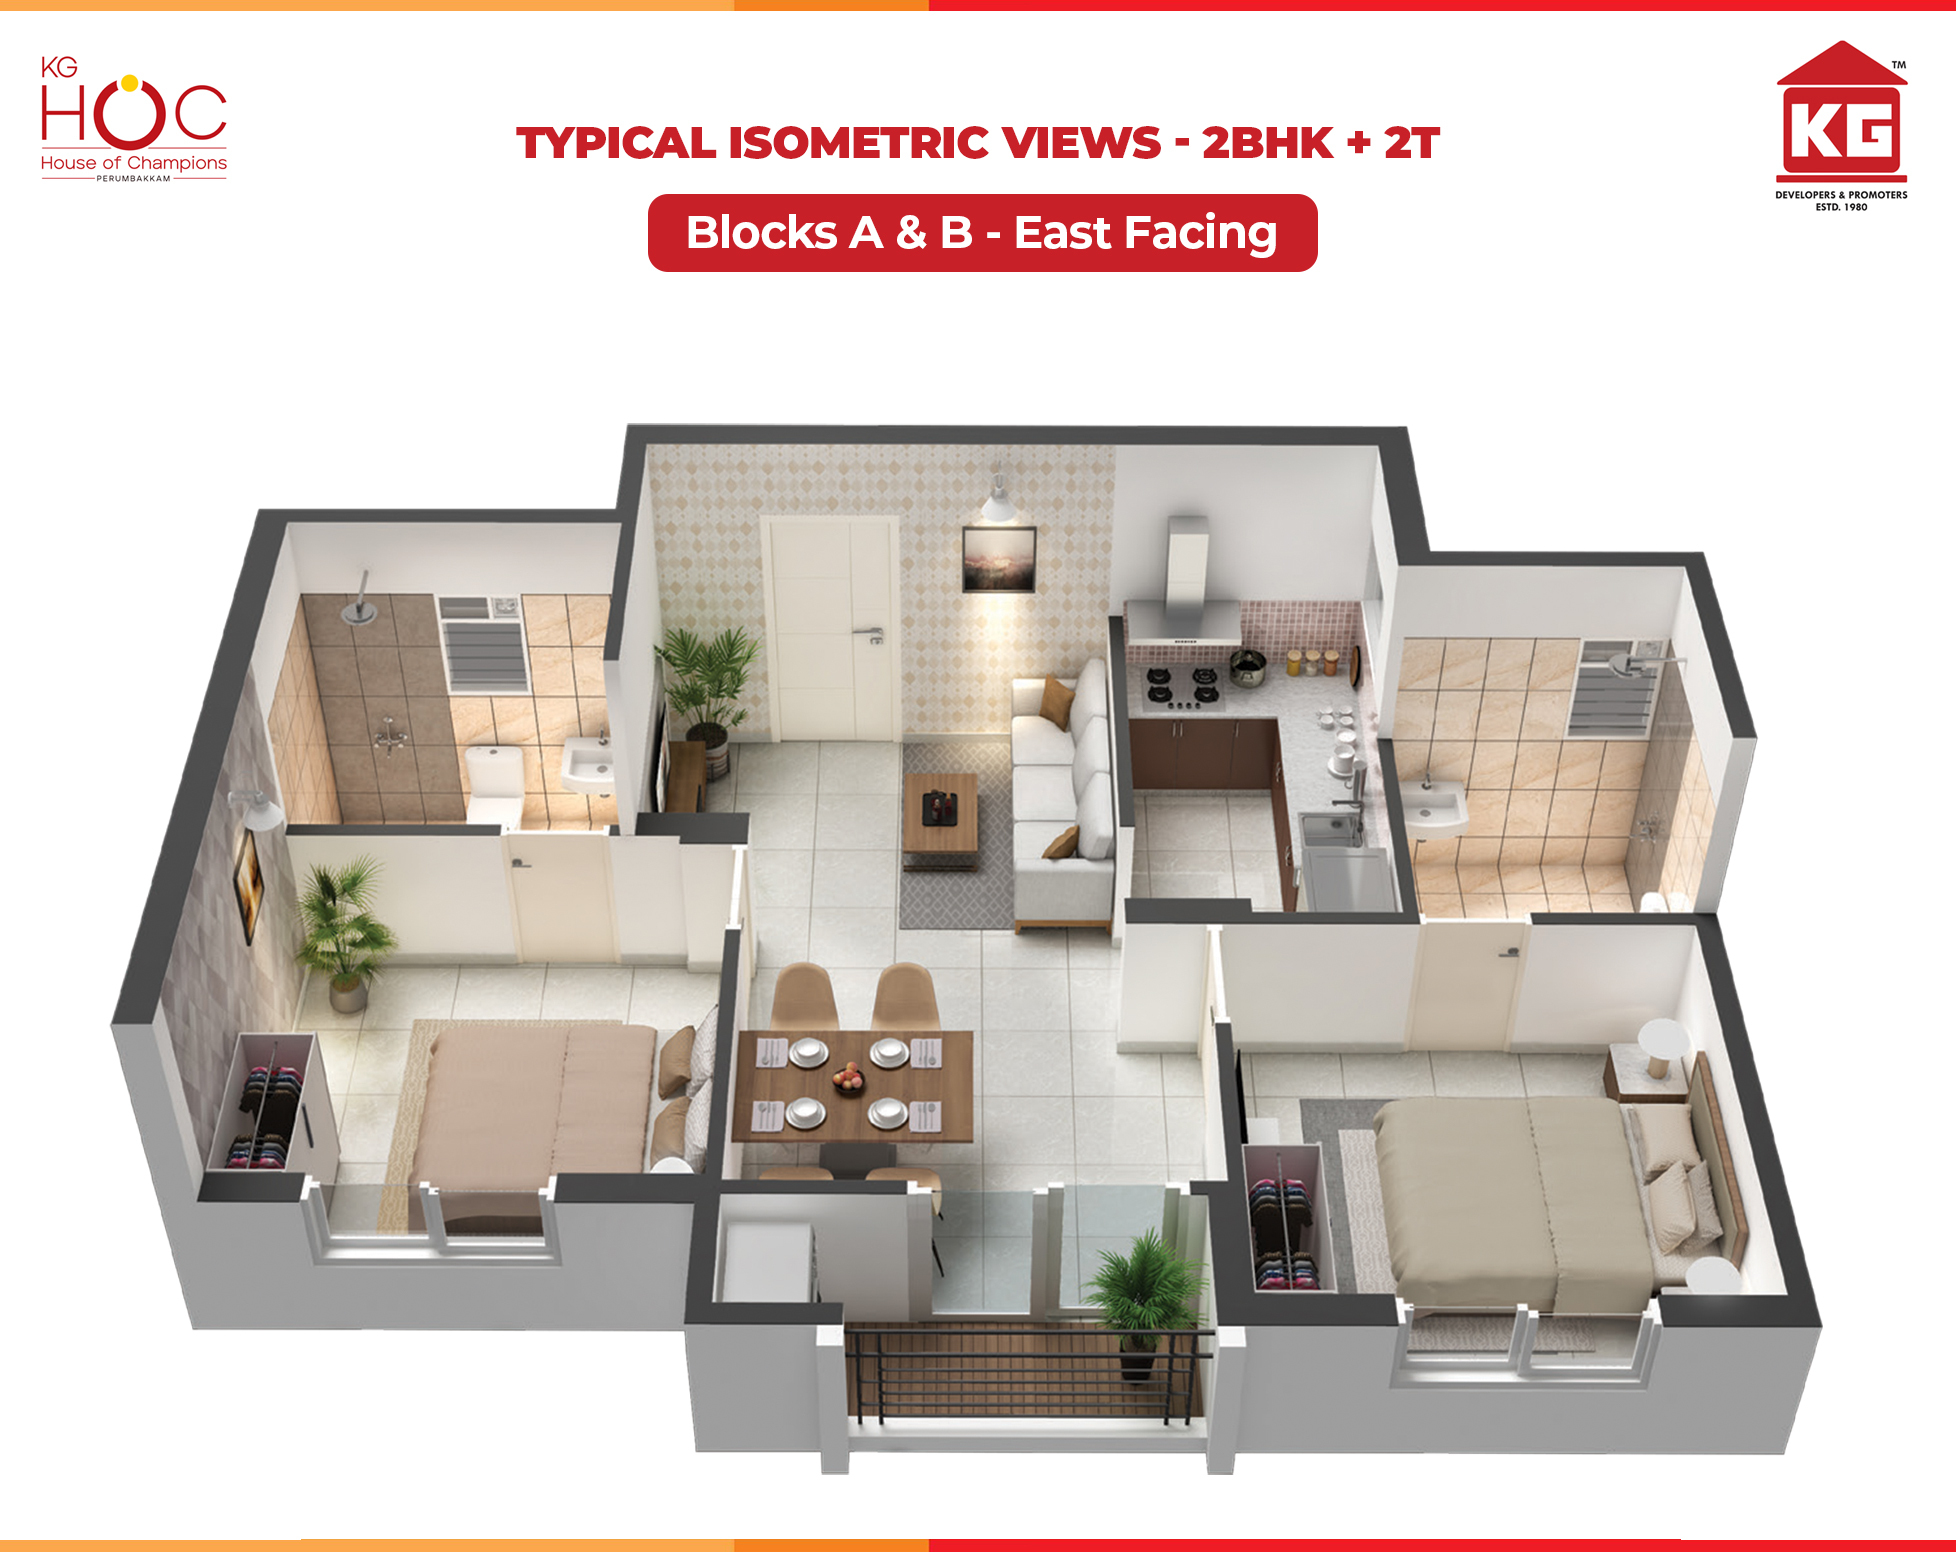 KG
HOC
House of Champions
PERUMBAKKAM
TYPICAL ISOMETRIC VIEWS - 2BHK + 2T
Blocks A & B - East Facing
TM
KG
DEVELOPERS & PROMOTERS
ESTD. 1980